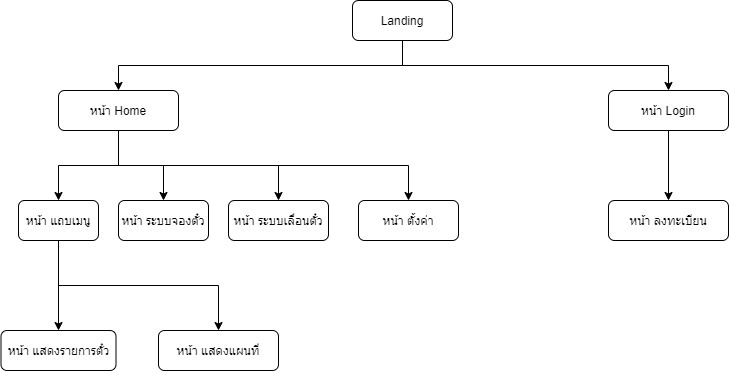 Landing
หน้า Home
หน้า Login
หน้า แถบเมนู
หน้า ระบบจองตั๋ว
หน้า ระบบเลื่อนตั๋ว
หน้า ตั้งค่า
หน้า ลงทะเบียน
หน้า แสดงรายการตั๋ว
หน้า แสดงแผนที่